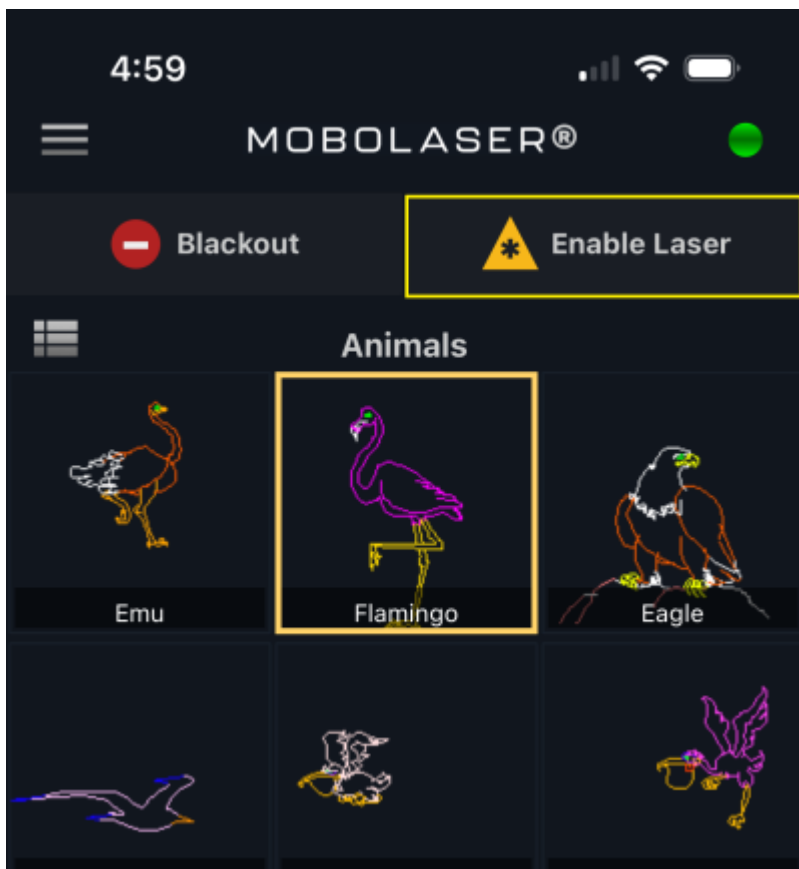 4:59
MOBOLASER®
Blackout
Enable Laser
Animals
Emu
Flamingo
Eagle